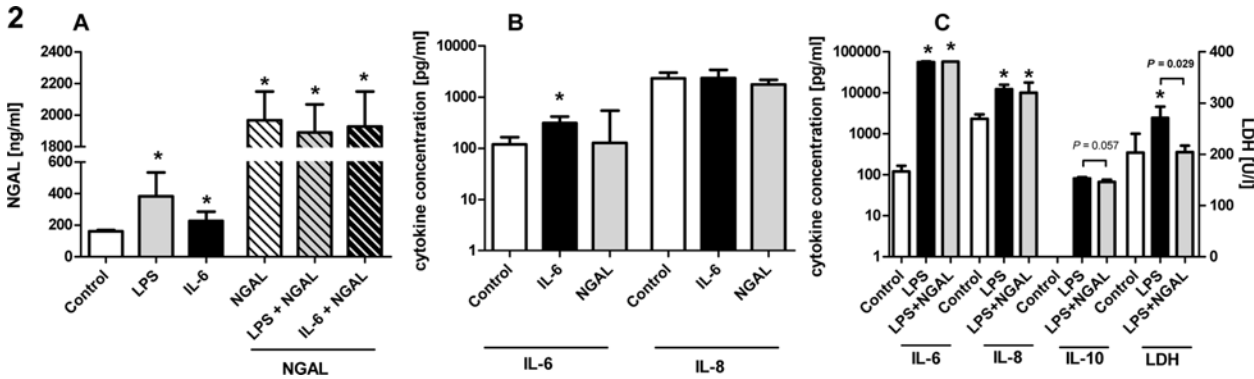 2
A
NGAL [ng/ml]
2400
2200
2000
1800
600
400
200
0
*
*
*
*
*
Control
LPS
IL-6
NGAL
LPS + NGAL
IL-6 + NGAL
NGAL
B
cytokine concentration [pg/ml]
10000
1000
100
10
1
*
Control
IL-6
NGAL
Control
IL-6
NGAL
IL-6
IL-8
C
cytokine concentration [pg/ml]
100000
10000
1000
100
10
1
* *
* *
P = 0.057
*
P = 0.029
400
300
200
100
0
LDH [U/l]
Control
LPS
LPS+NGAL
Control
LPS
LPS+NGAL
Control
LPS
LPS+NGAL
Control
LPS
LPS+NGAL
IL-6
IL-8
IL-10
LDH